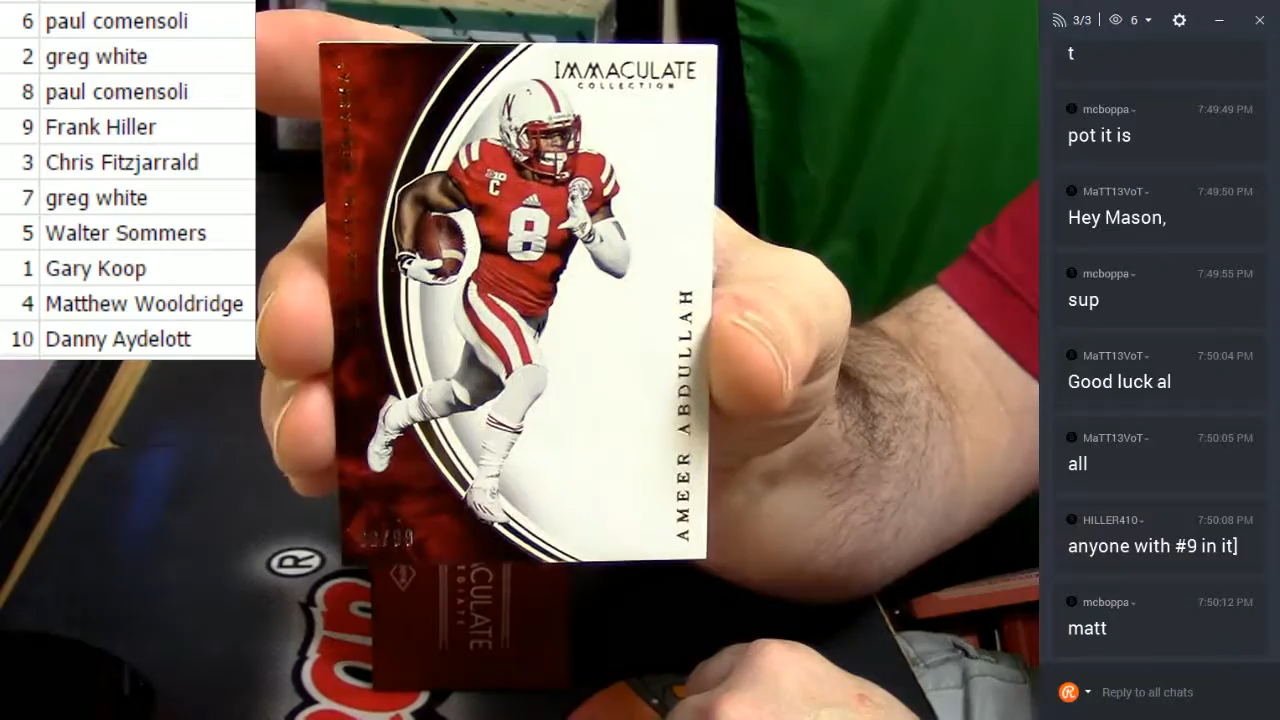 6 paul comensoli
2 greg white
8 paul comensoli
9 Frank Hiller
3 Chris Fitzjarrald
7 greg white
5 Walter Sommers
1 Gary Koop
4 Matthew Wooldridge
10 Danny Aydelott
IMMACULATE
COLLECTION
N
B1G
C
8
AMEER ABDULLAH
®
3/3 6
t
mcboppa 7:49:49 PM
pot it is
MaTT13VoT 7:49:50 PM
Hey Mason,
mcboppa 7:49:55 PM
sup
MaTT13VoT 7:50:04 PM
Good luck al
MaTT13VoT 7:50:05 PM
all
HILLER410 7:50:08 PM
anyone with #9 in it]
mcboppa 7:50:12 PM
matt
Reply to all chats